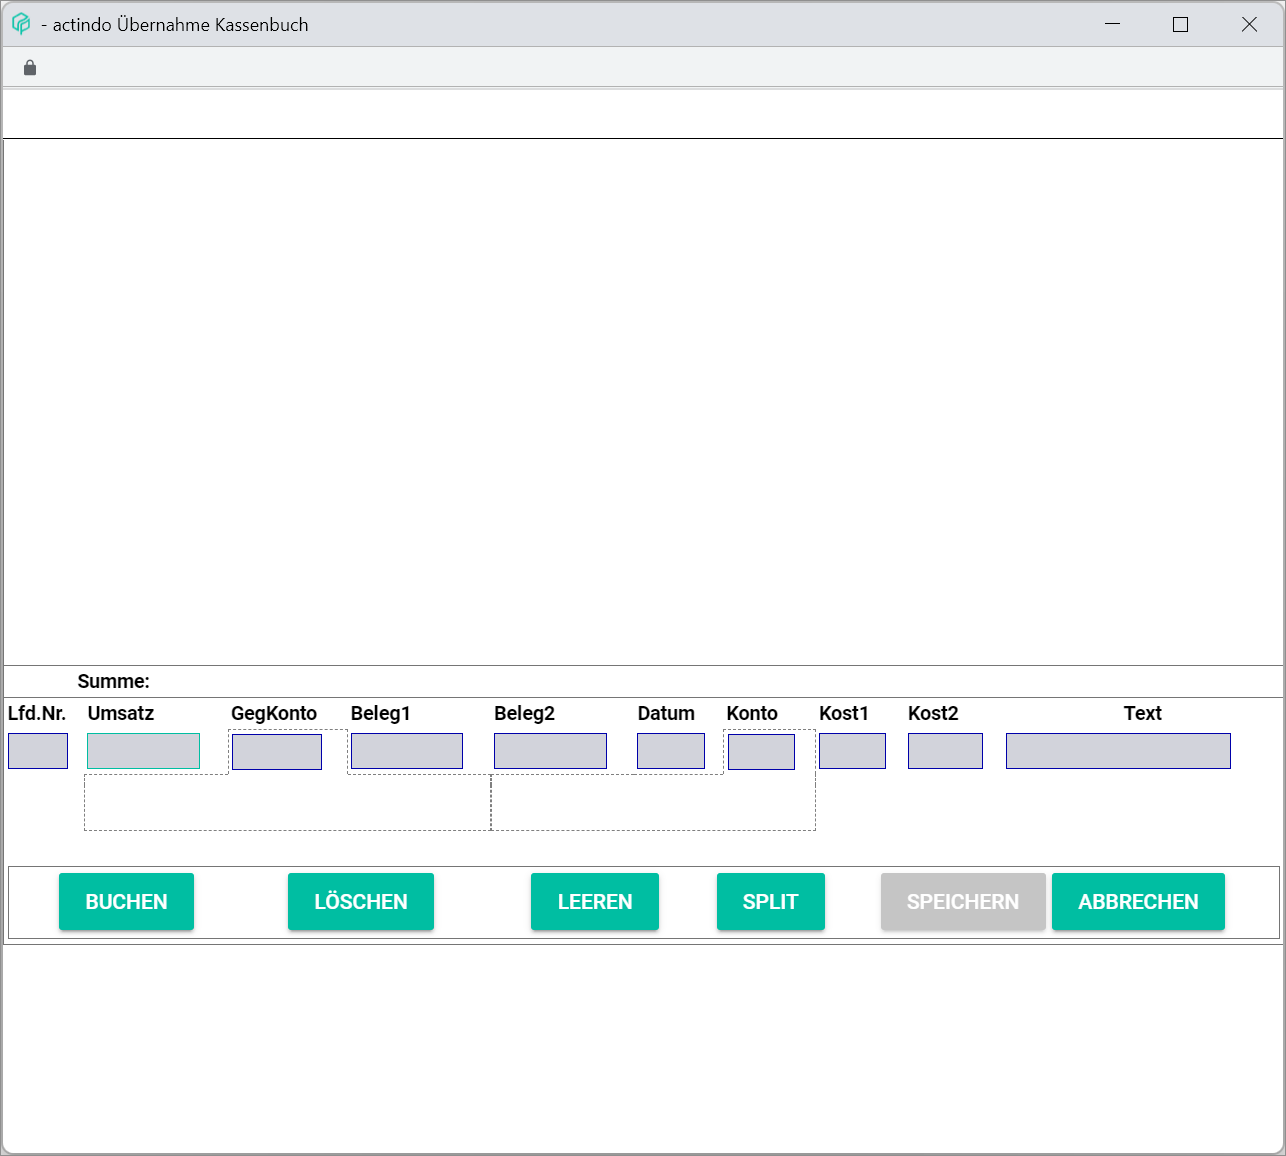 - actindo Übernahme Kassenbuch
Summe:
Lfd.Nr. Umsatz GegKonto Beleg1 Beleg2 Datum Konto Kost1 Kost2 Text
BUCHEN LÖSCHEN LEEREN SPLIT SPEICHERN ABBRECHEN